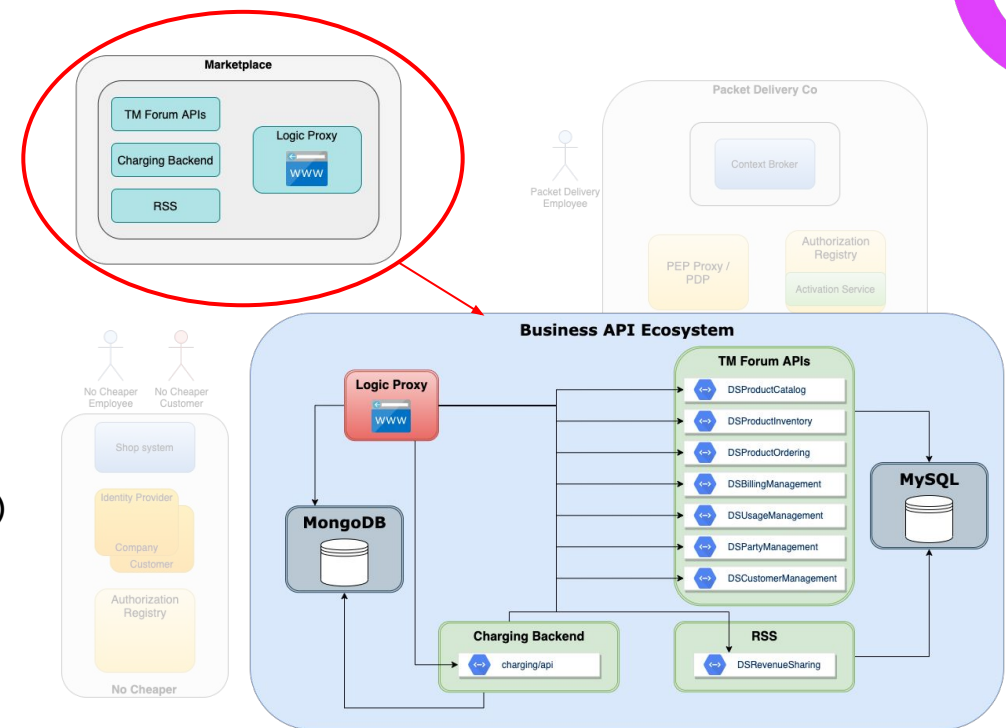 Marketplace
TM Forum APIs
Charging Backend
RSS
Logic Proxy
www
Packet Delivery Co
Context Broker
Packet Delivery
Employee
PEP Proxy /
PDP
Authorization
Registry
Activation Service
No Cheaper
Employee
No Cheaper
Customer
Shop system
Identity Provider
Company
Customer
Authorization
Registry
No Cheaper
)
Business API Ecosystem
Logic Proxy
www
MongoDB
TM Forum APIs
DSProductCatalog
DSProductInventory
DSProductOrdering
DSBillingManagement
DSUsageManagement
DSPartyManagement
DSCustomerManagement
MySQL
Charging Backend
charging/api
RSS
DSRevenueSharing